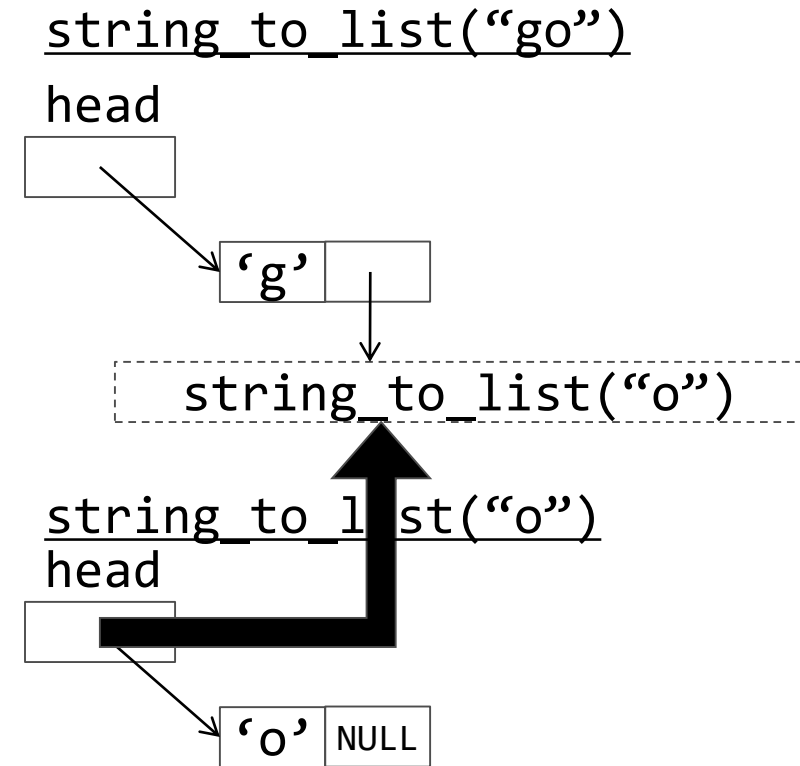 string_to_list(“go”)
head
‘g’
string_to_list(“o”)
string_to_list(“o”)
head
‘o’ NULL